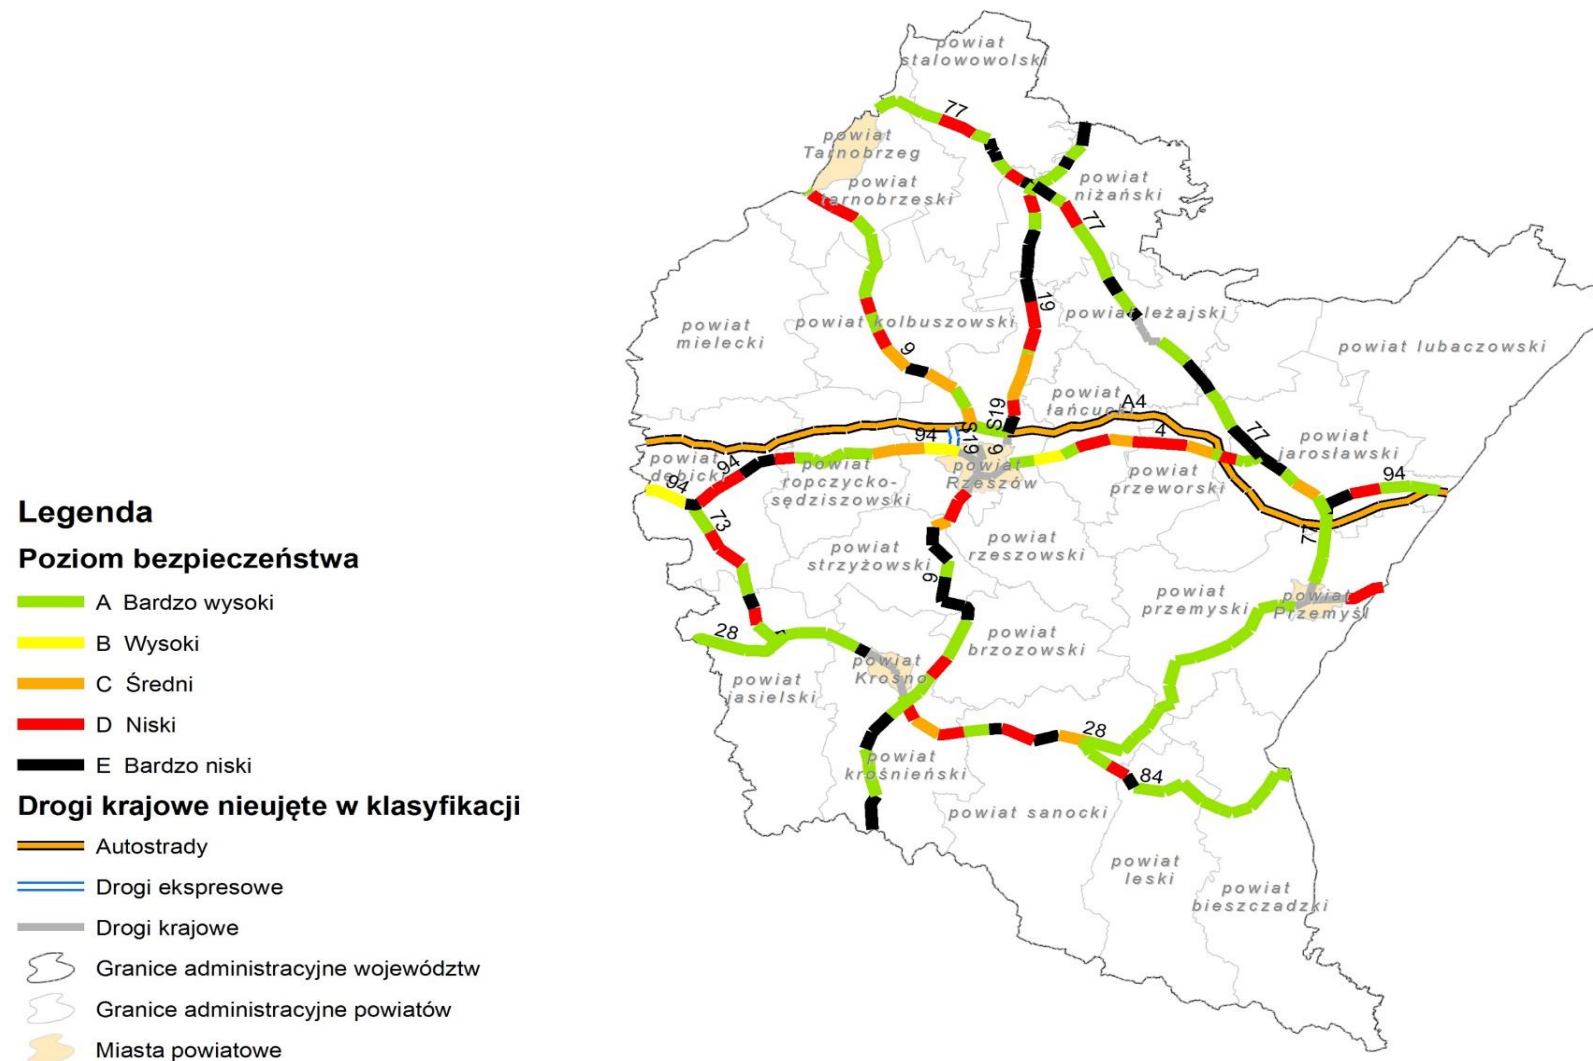 powiat
stalowowolski
77
powiat
Tarnobrzeg
powiat
tarnobrzeski
powiat
niżański
77
19
powiat kolbuszowski
powiat leżajski
powiat
mielecki
9
powiat lubaczowski
powiat
łańcucki
A4
S19
S19
94
4
9
77
powiat
jarosławski
powiat
dębicki
94
powiat
ropczycko-
sędziszowski
powiat
Rzeszów
powiat
przeworski
94
94
73
77
powiat
strzyżowski
powiat
rzeszowski
9
powiat
przemyski
powiat
Przemyśl
28
powiat
brzozowski
powiat
Krosno
powiat
jasielski
28
powiat
krośnieński
84
powiat sanocki
powiat
leski
powiat
bieszczadzki
Legenda
Poziom bezpieczeństwa
A Bardzo wysoki
B Wysoki
C Średni
D Niski
E Bardzo niski
Drogi krajowe nieujęte w klasyfikacji
Autostrady
Drogi ekspresowe
Drogi krajowe
Granice administracyjne województw
Granice administracyjne powiatów
Miasta powiatowe